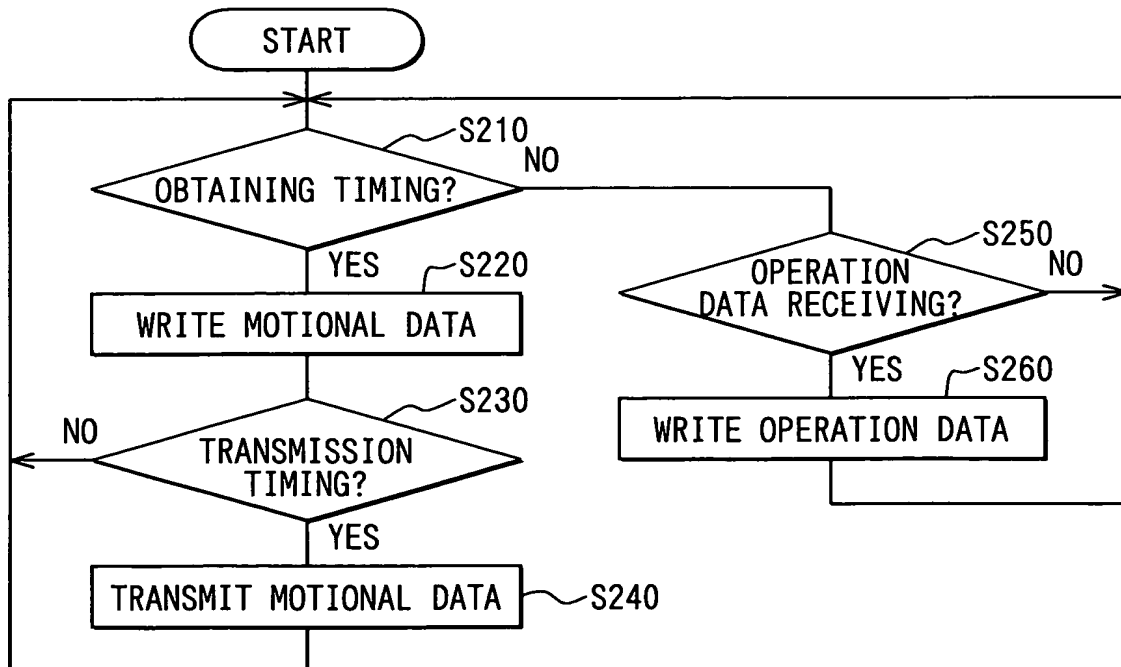 START
S210
OBTAINING TIMING?
NO
YES
S220
WRITE MOTIONAL DATA
S230
NO
TRANSMISSION
TIMING?
YES
TRANSMIT MOTIONAL DATA
S240
S250
OPERATION
DATA RECEIVING?
NO
YES
S260
WRITE OPERATION DATA